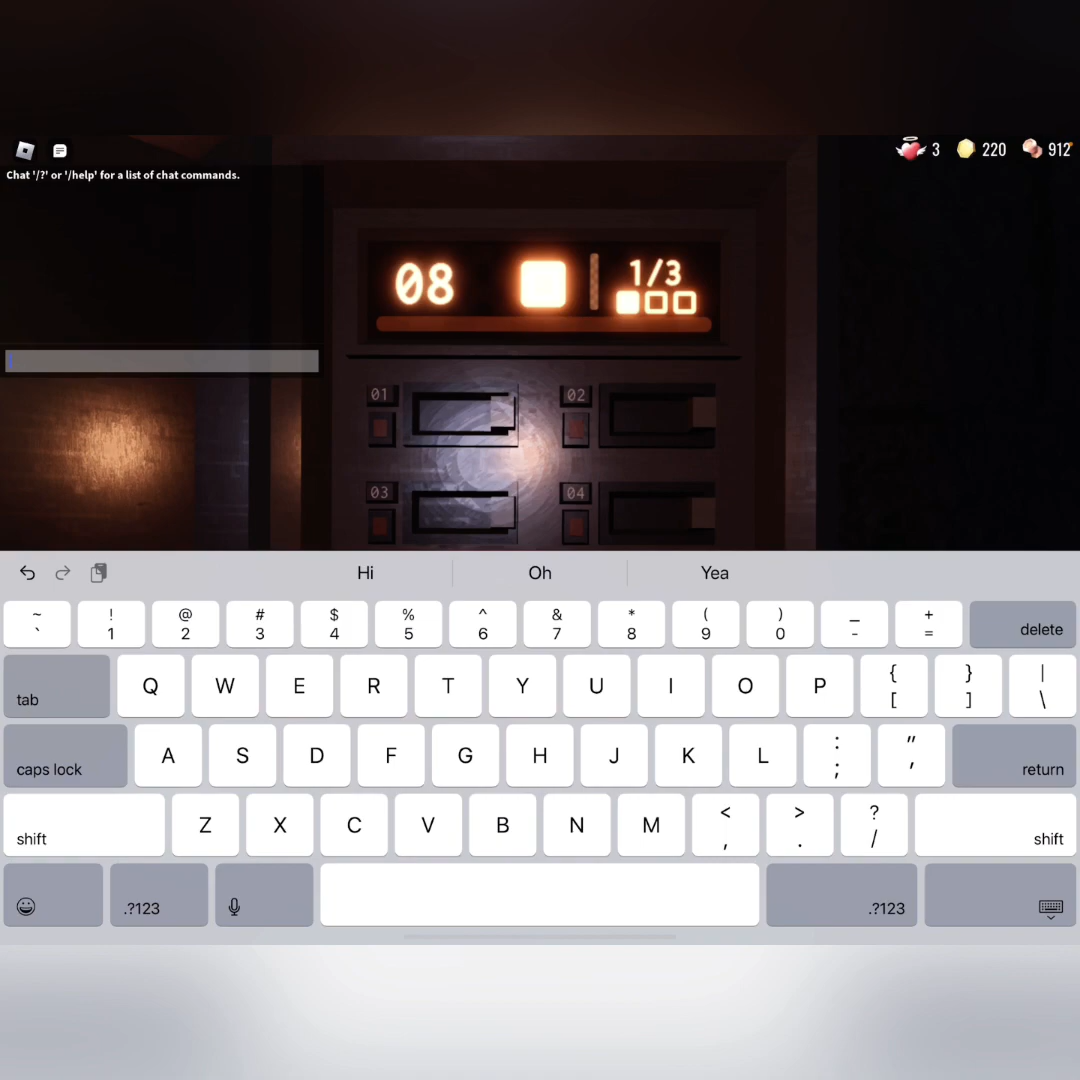 3 220 912
Chat '/?' or '/help' for a list of chat commands.
08 1/3
01 02
03 04
Hi Oh Yea
~ ! @ # $ % ^ & * ( ) _ +
` 1 2 3 4 5 6 7 8 9 0 - = delete
tab Q W E R T Y U I O P { [ } ] | \
caps lock A S D F G H J K L : ; " ' return
shift Z X C V B N M < , > . ? / shift
.?123 .?123